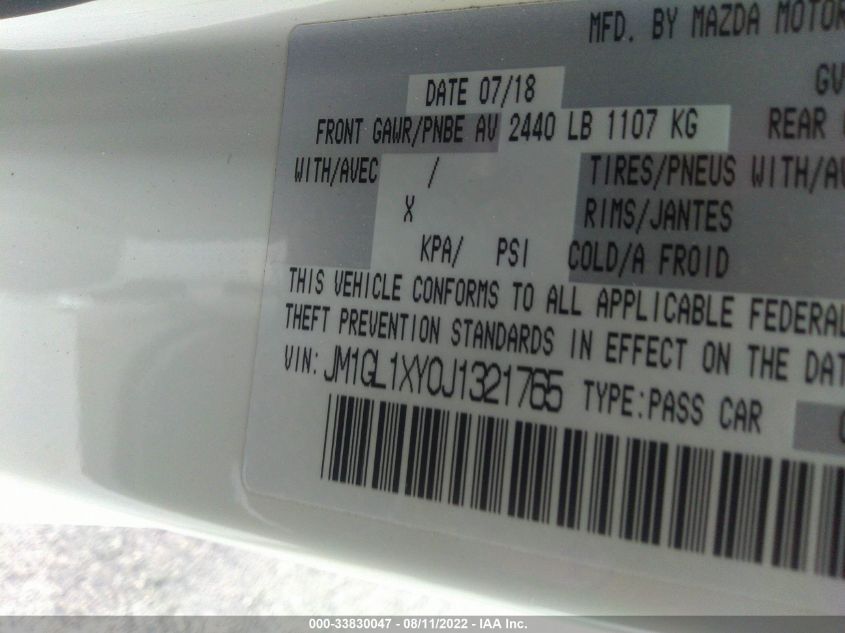 MFD. BY MAZDA MOTOR
DATE 07/18 GV
FRONT GAWR/PNBE AV 2440 LB 1107 KG REAR
WITH/AVEC / TIRES/PNEUS WITH/AV
X RIMS/JANTES
KPA/ PSI COLD/A FROID
THIS VEHICLE CONFORMS TO ALL APPLICABLE FEDERAL
THEFT PREVENTION STANDARDS IN EFFECT ON THE DAT
VIN: JM1GL1XY0J1321765 TYPE:PASS CAR
000-33830047 - 08/11/2022 - IAA Inc.